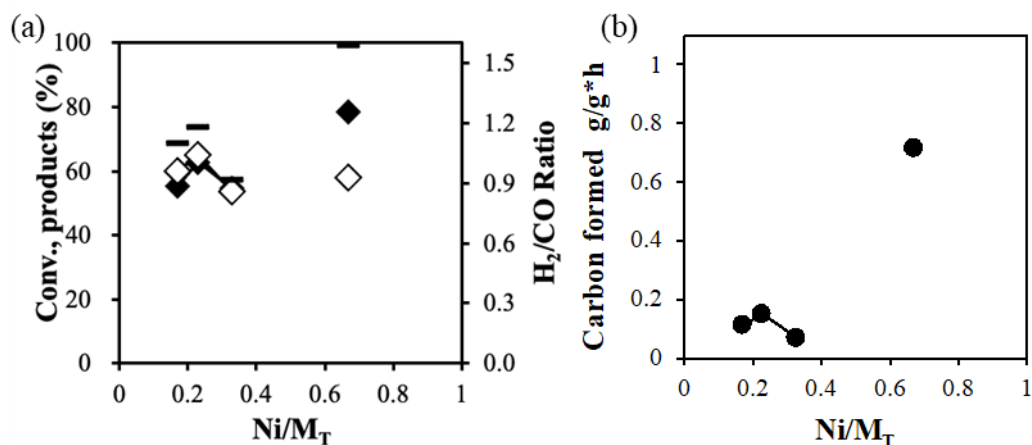 (a)
Conv., products (%)
100
80
60
40
20
0
0 0.2 0.4 0.6 0.8 1
Ni/M_T
1.5
1.2
0.9
0.6
0.3
0.0
H₂/CO Ratio
(b)
Carbon formed g/g*h
1
0.8
0.6
0.4
0.2
0
0 0.2 0.4 0.6 0.8 1
Ni/M_T